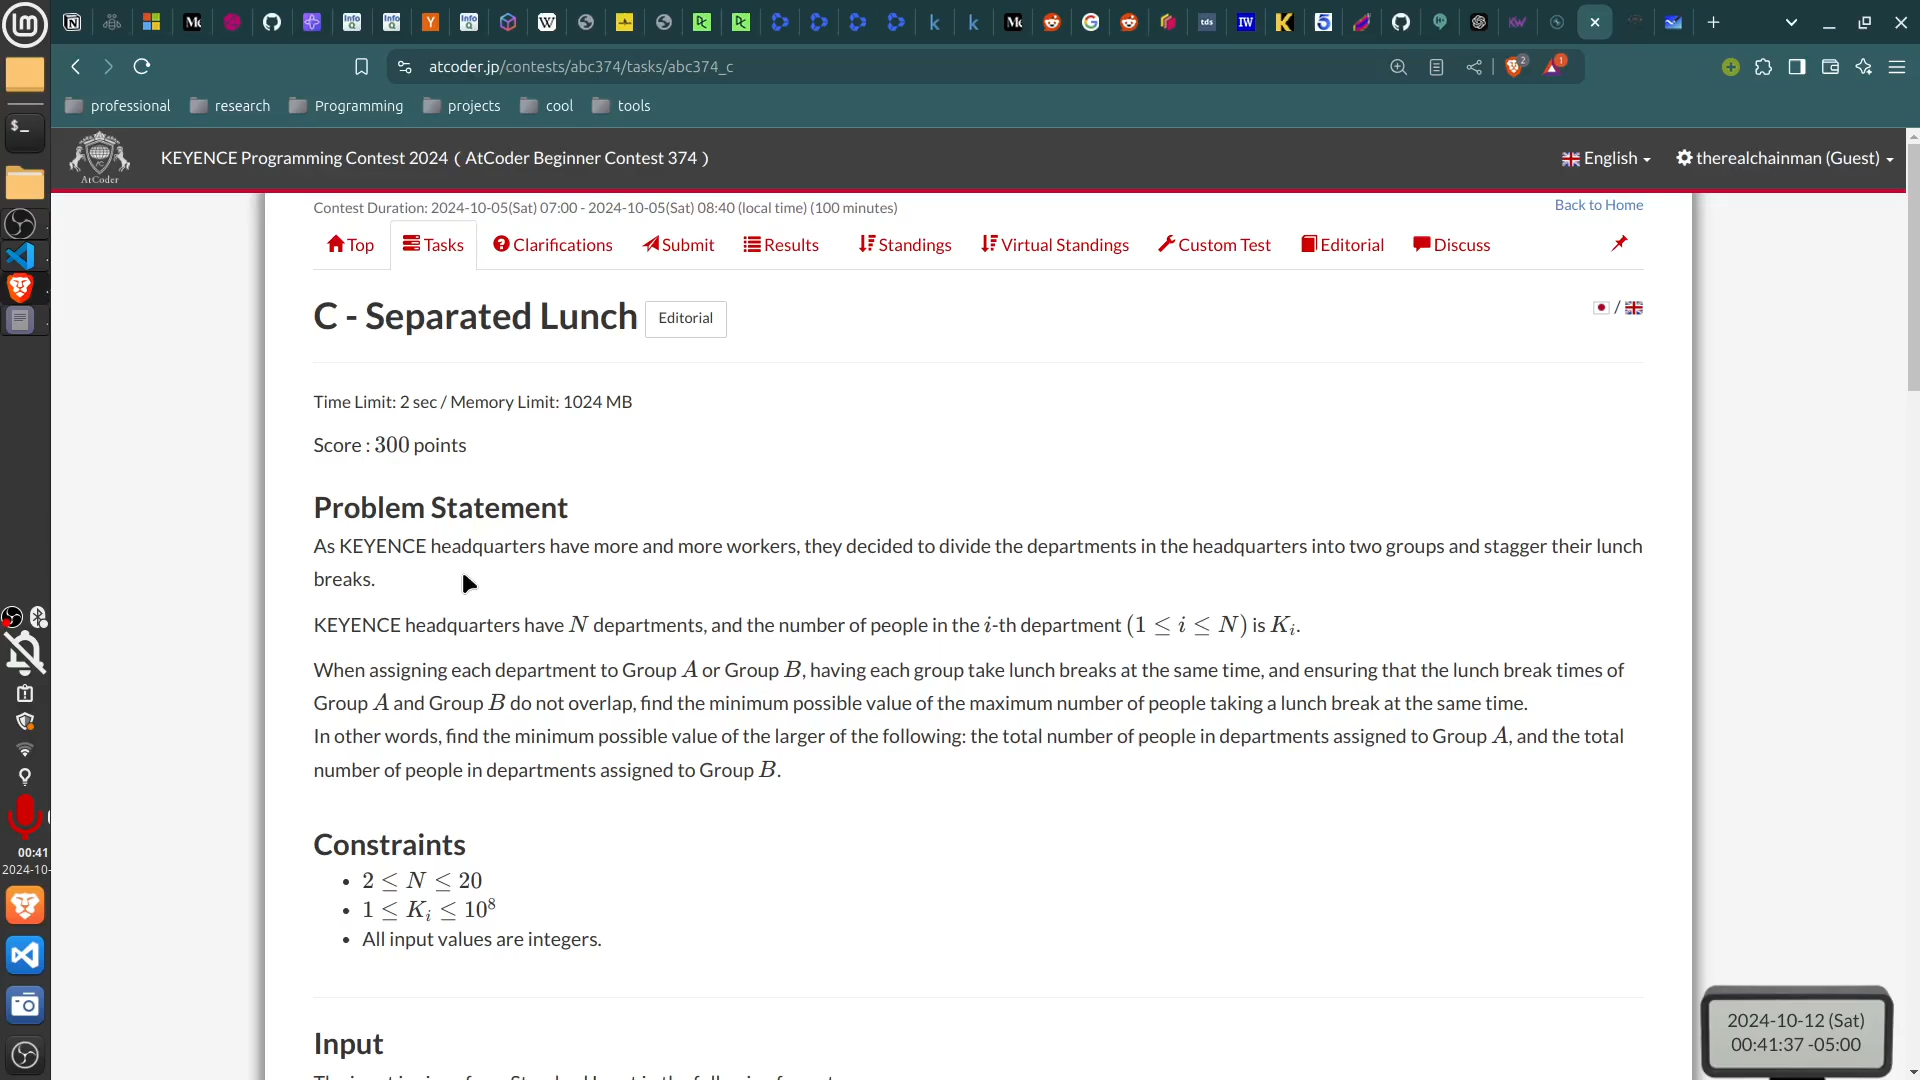 atcoder.jp/contests/abc374/tasks/abc374_c
professional research Programming projects cool tools
KEYENCE Programming Contest 2024 ( AtCoder Beginner Contest 374 )
English
therealchainman (Guest)
AtCoder
Contest Duration: 2024-10-05(Sat) 07:00 - 2024-10-05(Sat) 08:40 (local time) (100 minutes)
Back to Home
Top Tasks Clarifications Submit Results Standings Virtual Standings Custom Test Editorial Discuss
C - Separated Lunch
Editorial
/
Time Limit: 2 sec / Memory Limit: 1024 MB
Score : 300 points
Problem Statement
As KEYENCE headquarters have more and more workers, they decided to divide the departments in the headquarters into two groups and stagger their lunch
breaks.
KEYENCE headquarters have N departments, and the number of people in the i-th department (1 ≤ i ≤ N) is Kᵢ.
When assigning each department to Group A or Group B, having each group take lunch breaks at the same time, and ensuring that the lunch break times of
Group A and Group B do not overlap, find the minimum possible value of the maximum number of people taking a lunch break at the same time.
In other words, find the minimum possible value of the larger of the following: the total number of people in departments assigned to Group A, and the total
number of people in departments assigned to Group B.
Constraints
• 2 ≤ N ≤ 20
• 1 ≤ Kᵢ ≤ 10⁸
• All input values are integers.
Input
00:41
2024-10-
2024-10-12 (Sat)
00:41:37 -05:00